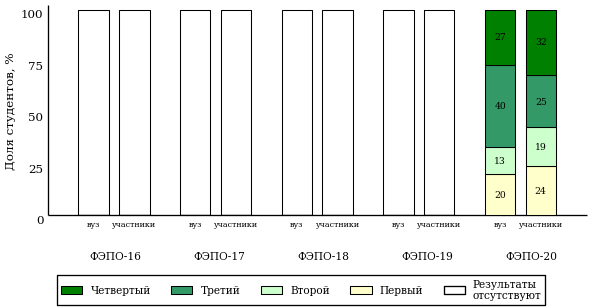 100
75
50
25
0
Доля студентов, %
27
40
13
20
32
25
19
24
вуз участники вуз участники вуз участники вуз участники вуз участники
ФЭПО-16 ФЭПО-17 ФЭПО-18 ФЭПО-19 ФЭПО-20
Четвертый Третий Второй Первый Результаты
отсутствуют